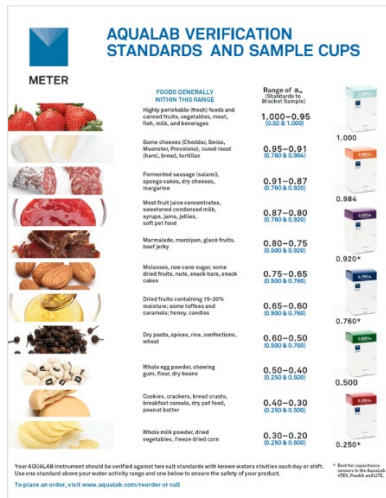 AQUALAB VERIFICATION
STANDARDS AND SAMPLE CUPS
METER
FOODS GENERALLY
WITHIN THIS RANGE
Range of aw
(Standards to
Bracket Sample)
Highly perishable (fresh) foods and
canned fruits, vegetables, meat,
fish, milk, and beverages
1.000–0.95
(0.92 & 1.000)
1.000
Some cheeses (Cheddar, Swiss,
Muenster, Provolone), cured meat
(ham), bread, tortillas
0.95–0.91
(0.760 & 0.984)
0.984
Fermented sausage (salami),
sponge cakes, dry cheeses,
margarine
0.91–0.87
(0.760 & 0.920)
Most fruit juice concentrates,
sweetened condensed milk,
syrups, jams, jellies,
soft pet food
0.87–0.80
(0.760 & 0.920)
0.920*
Marmalade, marzipan, glacé fruits,
beef jerky
0.80–0.75
(0.500 & 0.920)
Molasses, raw cane sugar, some
dried fruits, nuts, snack bars, snack
cakes
0.75–0.65
(0.500 & 0.760)
Dried fruits containing 15–20%
moisture; some toffees and
caramels; honey, candies
0.65–0.60
(0.500 & 0.760)
0.760*
Dry pasta, spices, rice, confections,
wheat
0.60–0.50
(0.500 & 0.760)
Whole egg powder, chewing
gum, flour, dry beans
0.50–0.40
(0.250 & 0.500)
0.500
Cookies, crackers, bread crusts,
breakfast cereals, dry pet food,
peanut butter
0.40–0.30
(0.250 & 0.500)
Whole milk powder, dried
vegetables, freeze dried corn
0.30–0.20
(0.250 & 0.500)
0.250*
Your AQUALAB instrument should be verified against two salt standards with known waters ctivities each day or shift.
Use one standard above your water activity range and one below to ensure the safety of your product.
To place an order, visit www.aqualab.com/reorder or call
* Best for capacitance
sensors in the AquaLab
4TEV, Pawkit and LITE.